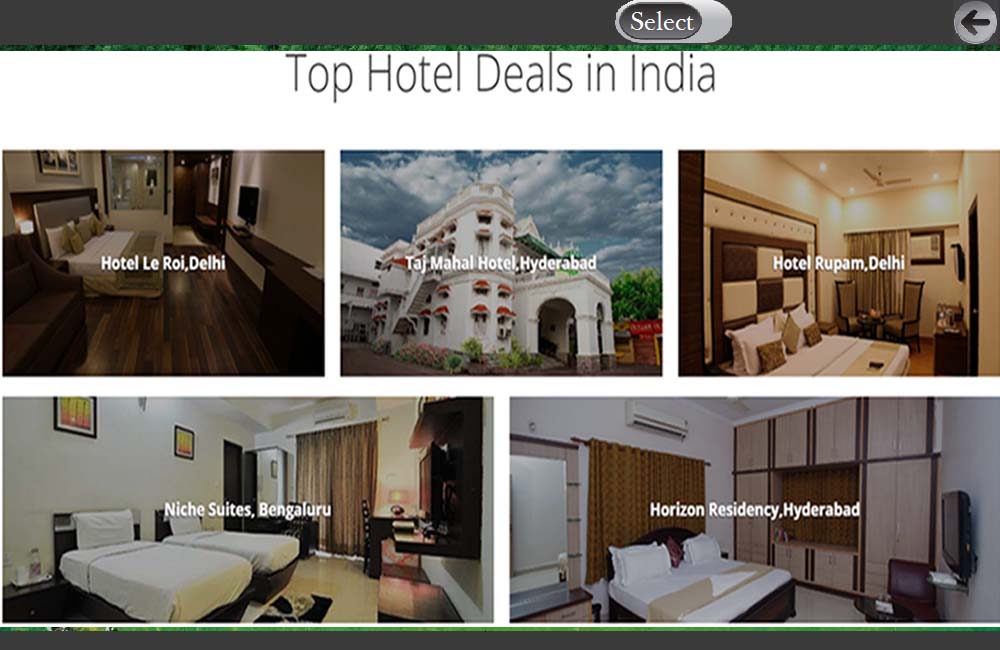 Select
Top Hotel Deals in India
Hotel Le Roi,Delhi
Taj Mahal Hotel,Hyderabad
Hotel Rupam,Delhi
Niche Suites, Bengaluru
Horizon Residency,Hyderabad